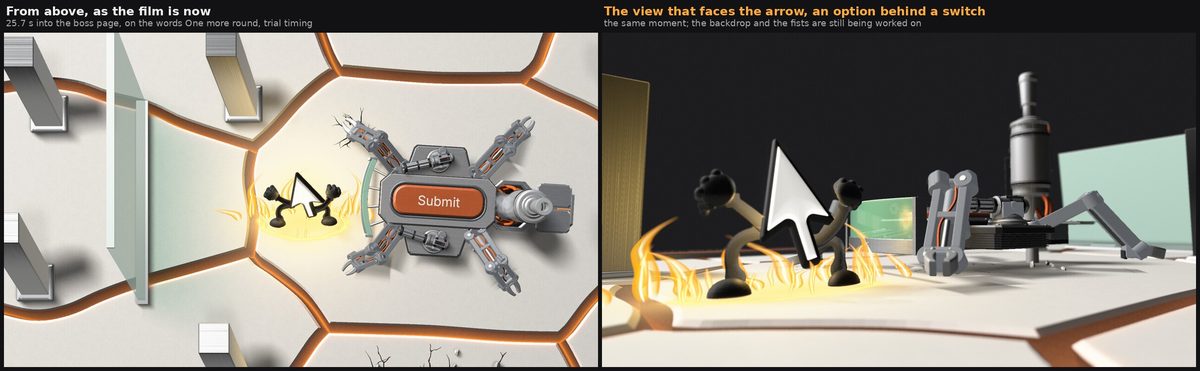 From above, as the film is now
25.7 s into the boss page, on the words One more round, trial timing
Submit
The view that faces the arrow, an option behind a switch
the same moment; the backdrop and the fists are still being worked on